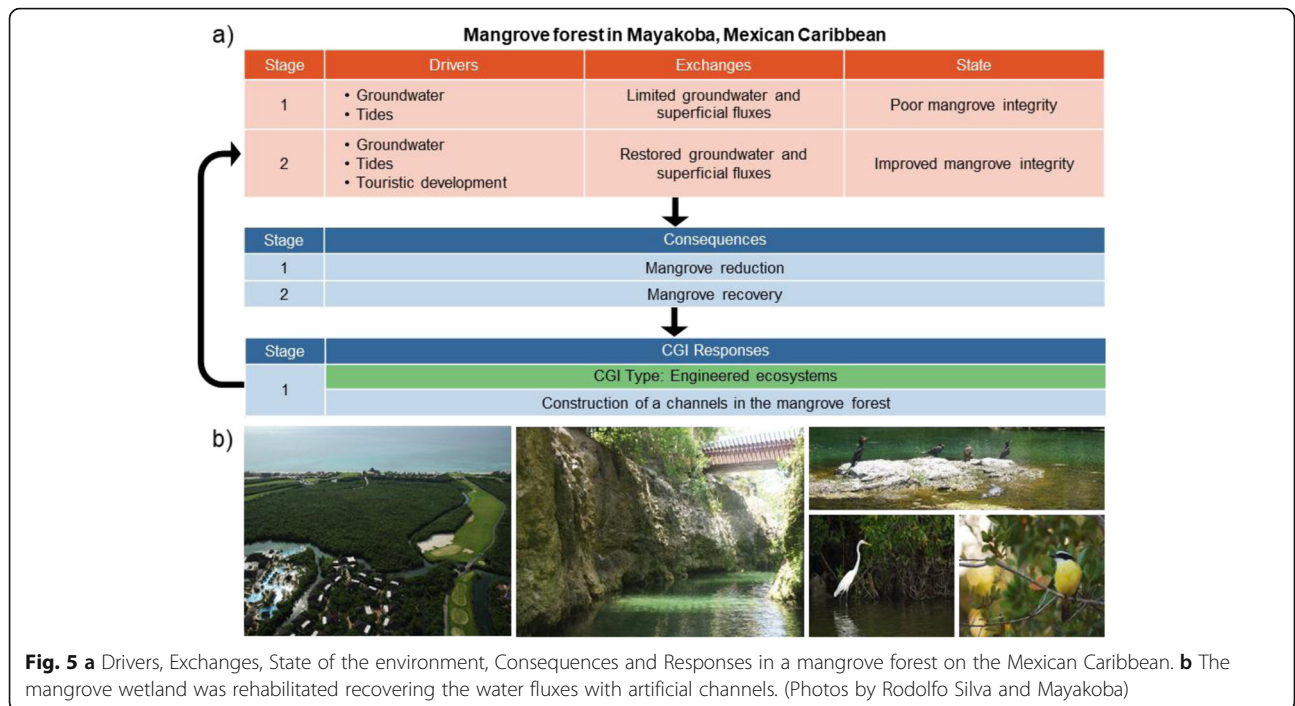 a)
Mangrove forest in Mayakoba, Mexican Caribbean
Stage Drivers Exchanges State
1
• Groundwater
• Tides
Limited groundwater and
superficial fluxes
Poor mangrove integrity
2
• Groundwater
• Tides
• Touristic development
Restored groundwater and
superficial fluxes
Improved mangrove integrity
Stage Consequences
1 Mangrove reduction
2 Mangrove recovery
Stage CGI Responses
1
CGI Type: Engineered ecosystems
Construction of a channels in the mangrove forest
b)
Fig. 5 a Drivers, Exchanges, State of the environment, Consequences and Responses in a mangrove forest on the Mexican Caribbean. b The
mangrove wetland was rehabilitated recovering the water fluxes with artificial channels. (Photos by Rodolfo Silva and Mayakoba)